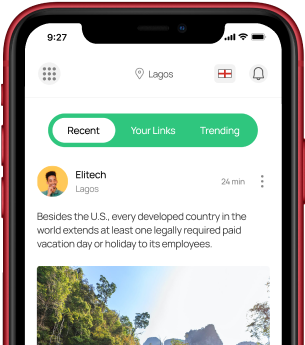 9:27
Lagos
Recent
Your Links
Trending
Elitech
24 min
Lagos
Besides the U.S., every developed country in the
world extends at least one legally required paid
vacation day or holiday to its employees.